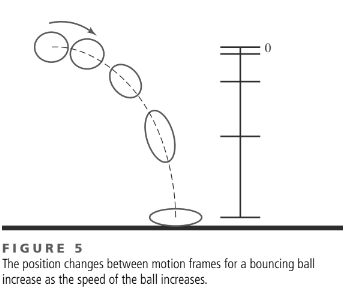 0
FIGURE 5
The position changes between motion frames for a bouncing ball
increase as the speed of the ball increases.